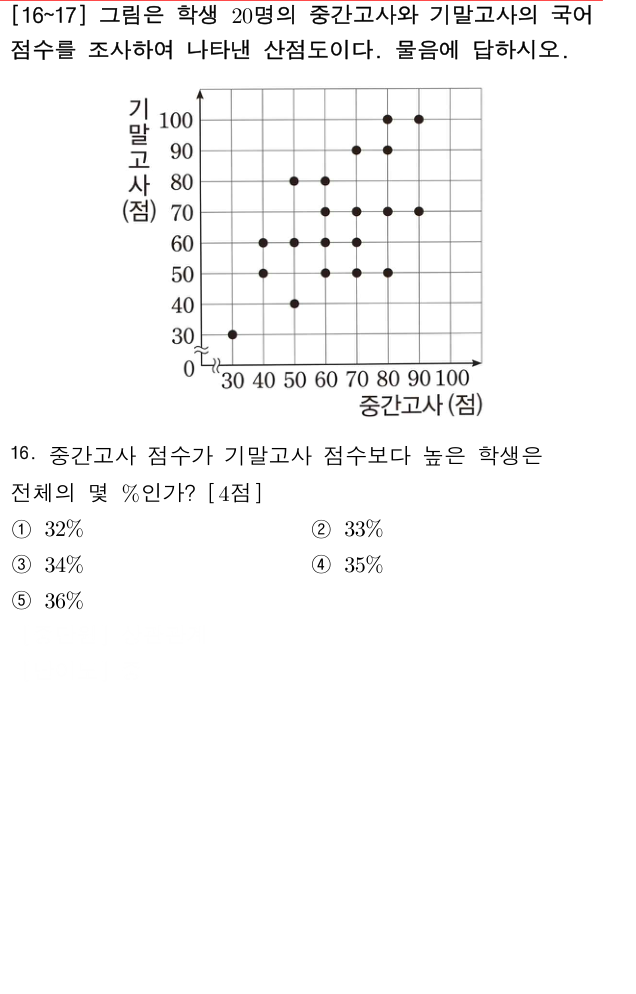 [16~17] 그림은 학생 20명의 중간고사와 기말고사의 국어
점수를 조사하여 나타낸 산점도이다. 물음에 답하시오.
기말고사(점)
100
90
80
70
60
50
40
30
0
30 40 50 60 70 80 90 100
중간고사 (점)
16. 중간고사 점수가 기말고사 점수보다 높은 학생은
전체의 몇 %인가? [4점]
① 32% ② 33%
③ 34% ④ 35%
⑤ 36%